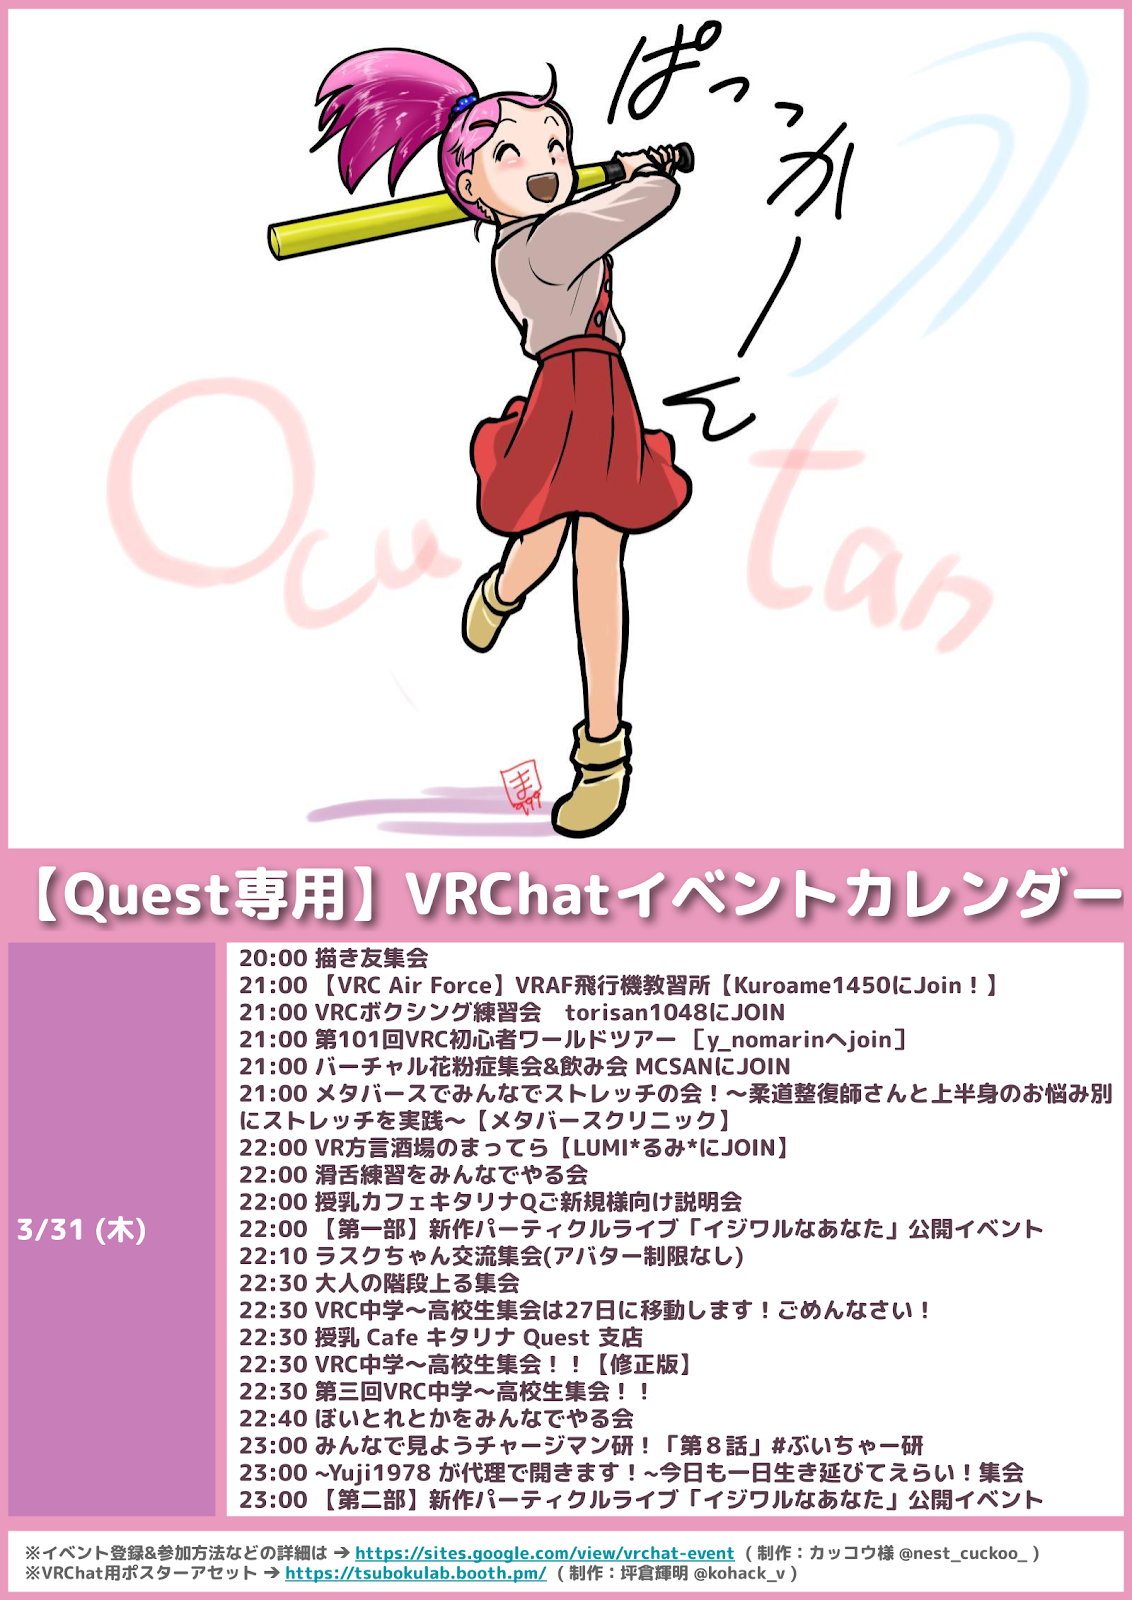 ぱっっかーん
Ocu tan
ま
999
【Quest専用】VRChatイベントカレンダー
3/31 (木)
20:00 描き友集会
21:00 【VRC Air Force】VRAF飛行機教習所【Kuroame1450にJoin！】
21:00 VRCボクシング練習会　torisan1048にJOIN
21:00 第101回VRC初心者ワールドツアー ［y_nomarinへjoin］
21:00 バーチャル花粉症集会&飲み会 MCSANにJOIN
21:00 メタバースでみんなでストレッチの会！～柔道整復師さんと上半身のお悩み別
にストレッチを実践～【メタバースクリニック】
22:00 VR方言酒場のまってら【LUMI*るみ*にJOIN】
22:00 滑舌練習をみんなでやる会
22:00 授乳カフェキタリナQご新規様向け説明会
22:00 【第一部】新作パーティクルライブ「イジワルなあなた」公開イベント
22:10 ラスクちゃん交流集会(アバター制限なし)
22:30 大人の階段上る集会
22:30 VRC中学～高校生集会は27日に移動します！ごめんなさい！
22:30 授乳 Cafe キタリナ Quest 支店
22:30 VRC中学～高校生集会！！【修正版】
22:30 第三回VRC中学～高校生集会！！
22:40 ぼいとれとかをみんなでやる会
23:00 みんなで見ようチャージマン研！「第８話」#ぶいちゃー研
23:00 ~Yuji1978 が代理で開きます！~今日も一日生き延びてえらい！集会
23:00 【第二部】新作パーティクルライブ「イジワルなあなた」公開イベント
※イベント登録&参加方法などの詳細は → https://sites.google.com/view/vrchat-event （制作：カッコウ様 @nest_cuckoo_）
※VRChat用ポスターアセット → https://tsubokulab.booth.pm/ （制作：坪倉輝明 @kohack_v）